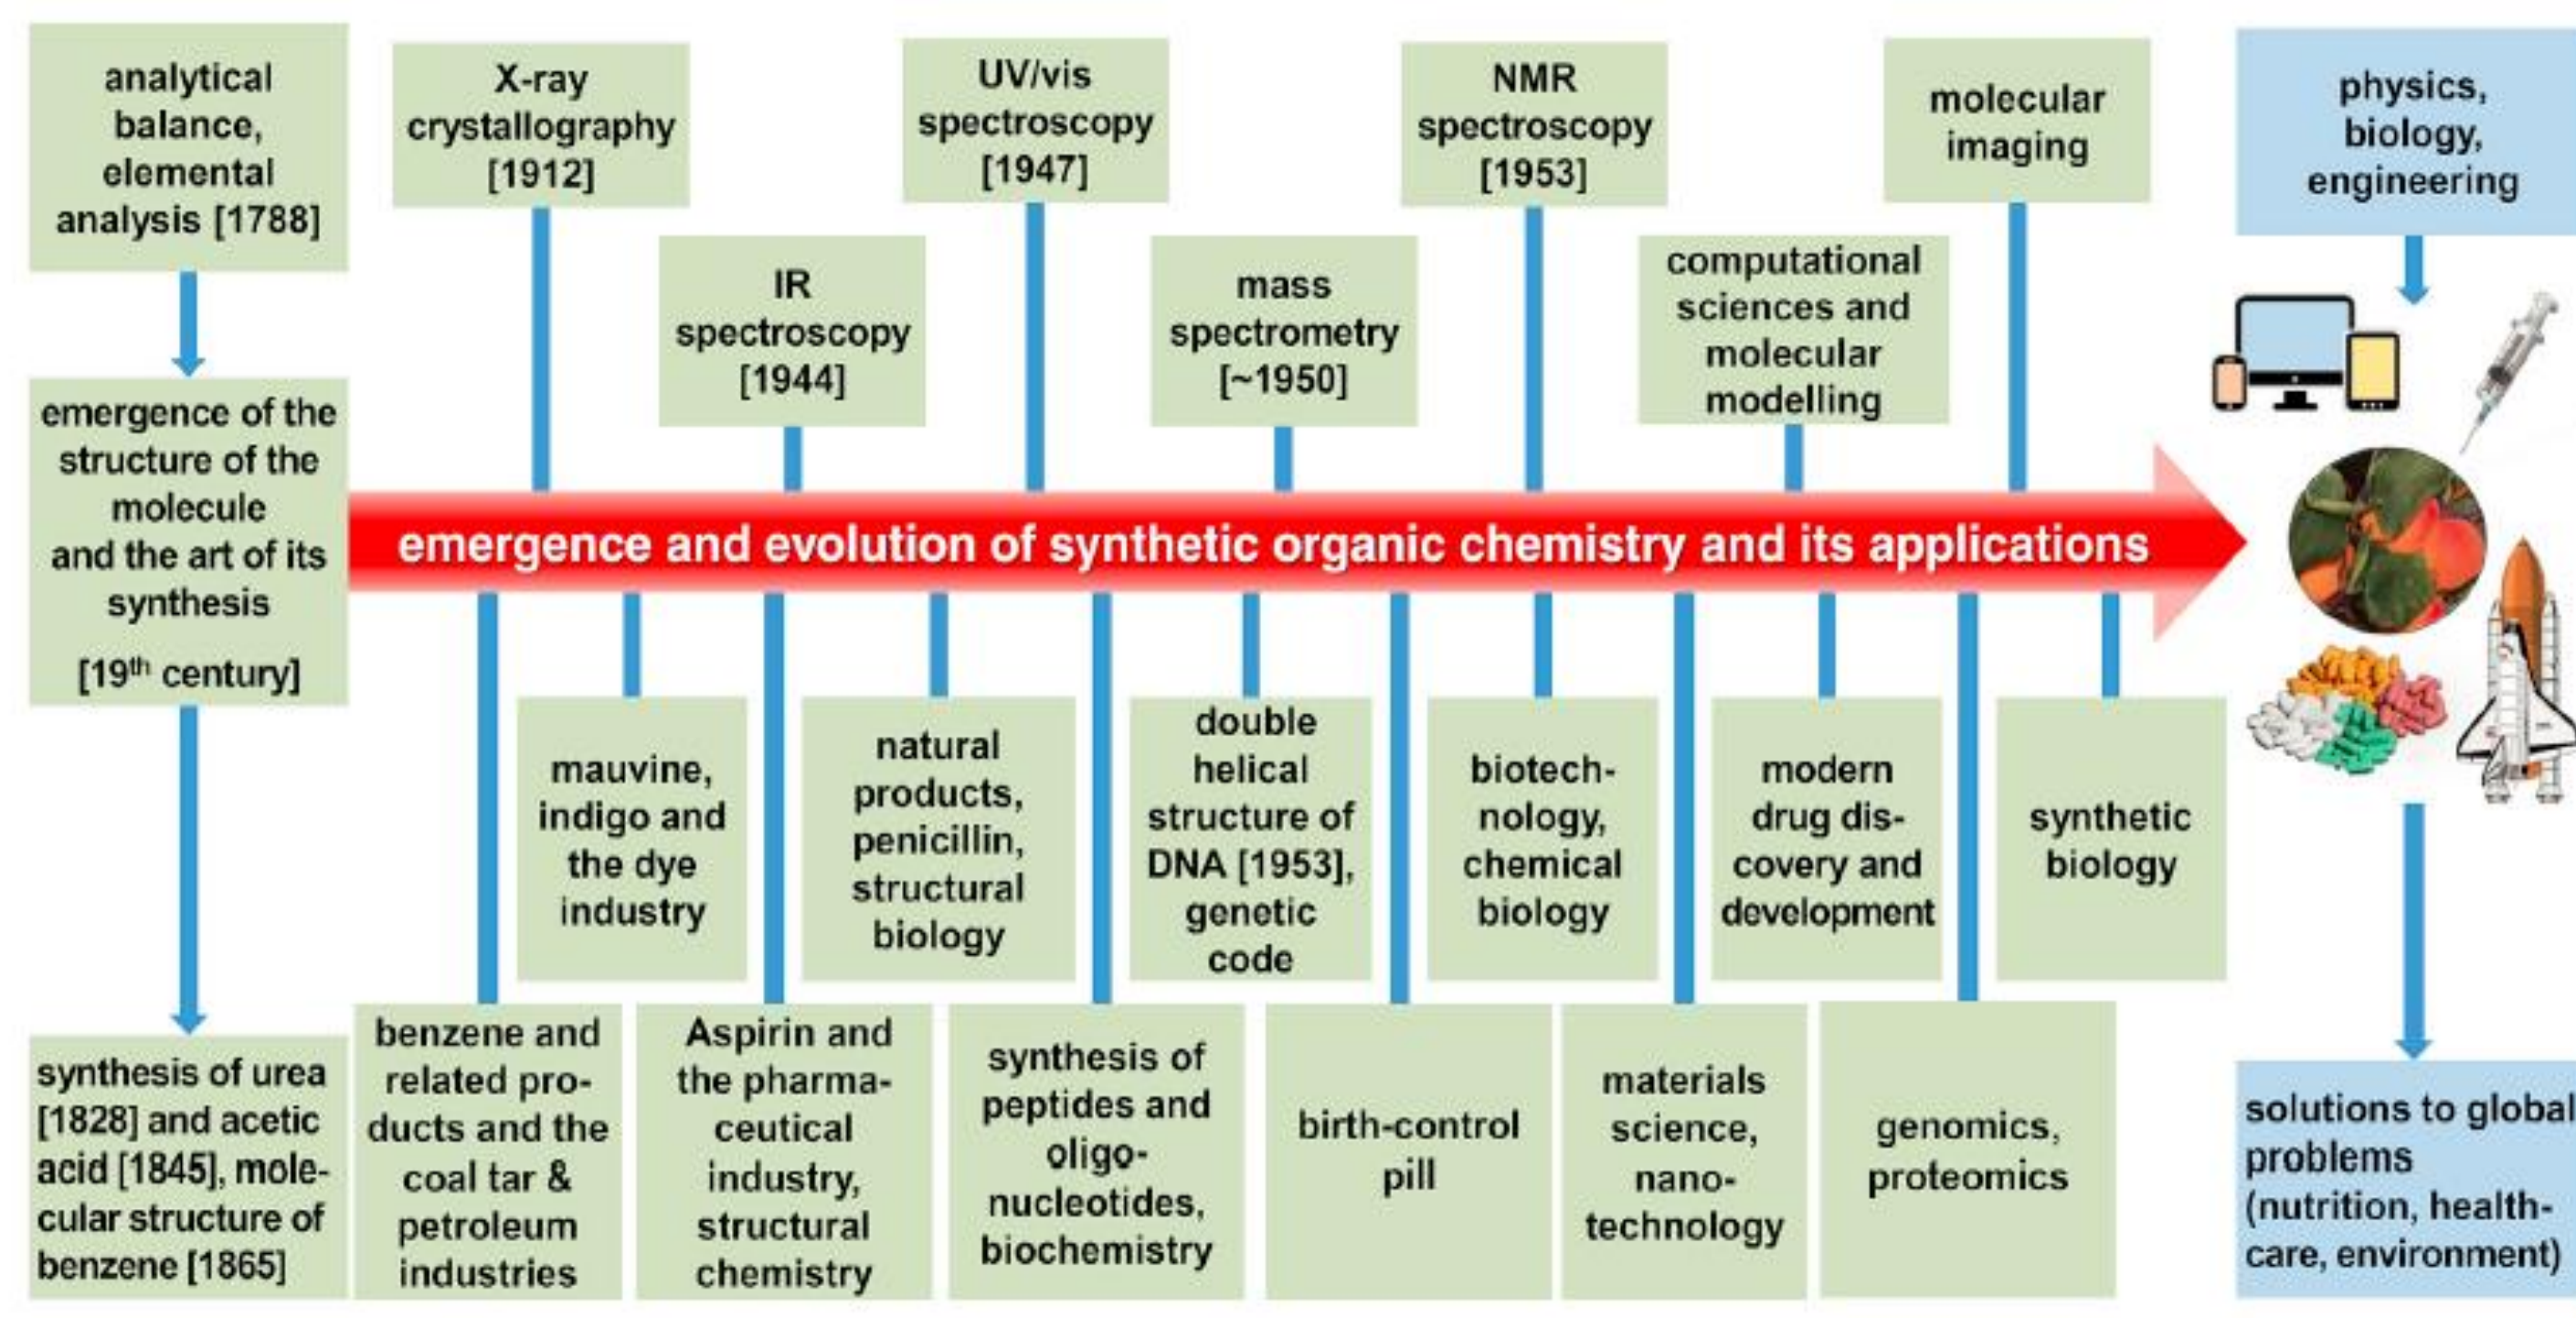 analytical
balance,
elemental
analysis [1788]
X-ray
crystallography
[1912]
UV/vis
spectroscopy
[1947]
NMR
spectroscopy
[1953]
molecular
imaging
physics,
biology,
engineering
IR
spectroscopy
[1944]
mass
spectrometry
[~1950]
computational
sciences and
molecular
modelling
emergence of the
structure of the
molecule
and the art of its
synthesis
[19th century]
emergence and evolution of synthetic organic chemistry and its applications
mauvine,
indigo and
the dye
industry
natural
products,
penicillin,
structural
biology
double
helical
structure of
DNA [1953],
genetic
code
biotech-
nology,
chemical
biology
modern
drug dis-
covery and
development
synthetic
biology
synthesis of urea
[1828] and acetic
acid [1845], mole-
cular structure of
benzene [1865]
benzene and
related pro-
ducts and the
coal tar &
petroleum
industries
Aspirin and
the pharma-
ceutical
industry,
structural
chemistry
synthesis of
peptides and
oligo-
nucleotides,
biochemistry
birth-control
pill
materials
science,
nano-
technology
genomics,
proteomics
solutions to global
problems
(nutrition, health-
care, environment)